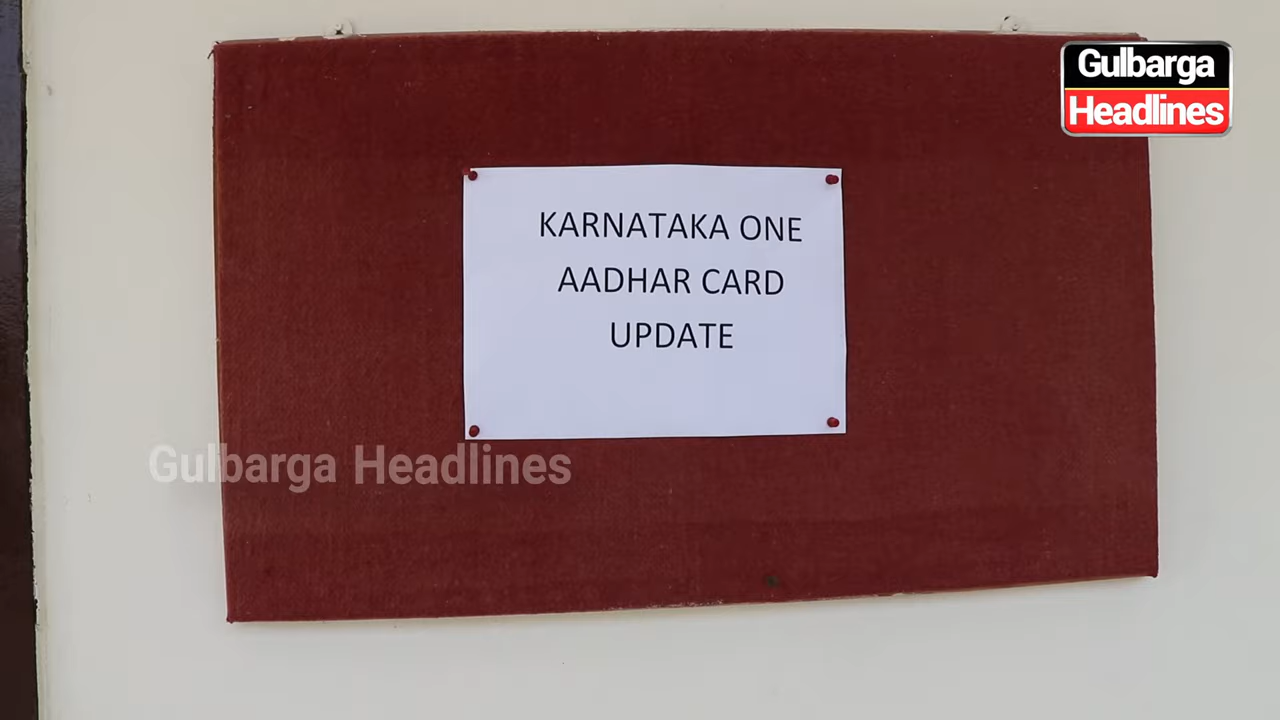 Gulbarga
Headlines
KARNATAKA ONE
AADHAR CARD
UPDATE
Gulbarga Headlines